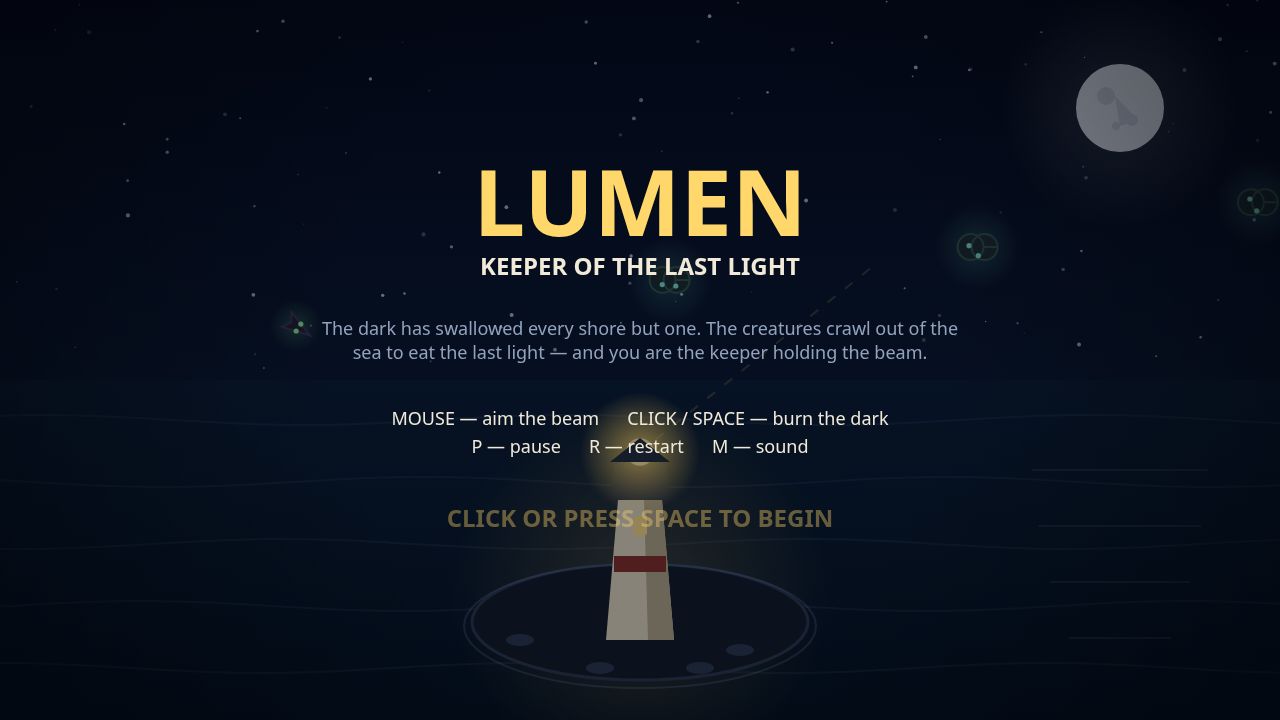 LUMEN
KEEPER OF THE LAST LIGHT
The dark has swallowed every shore but one. The creatures crawl out of the
sea to eat the last light — and you are the keeper holding the beam.
MOUSE — aim the beam CLICK / SPACE — burn the dark
P — pause R — restart M — sound
CLICK OR PRESS SPACE TO BEGIN